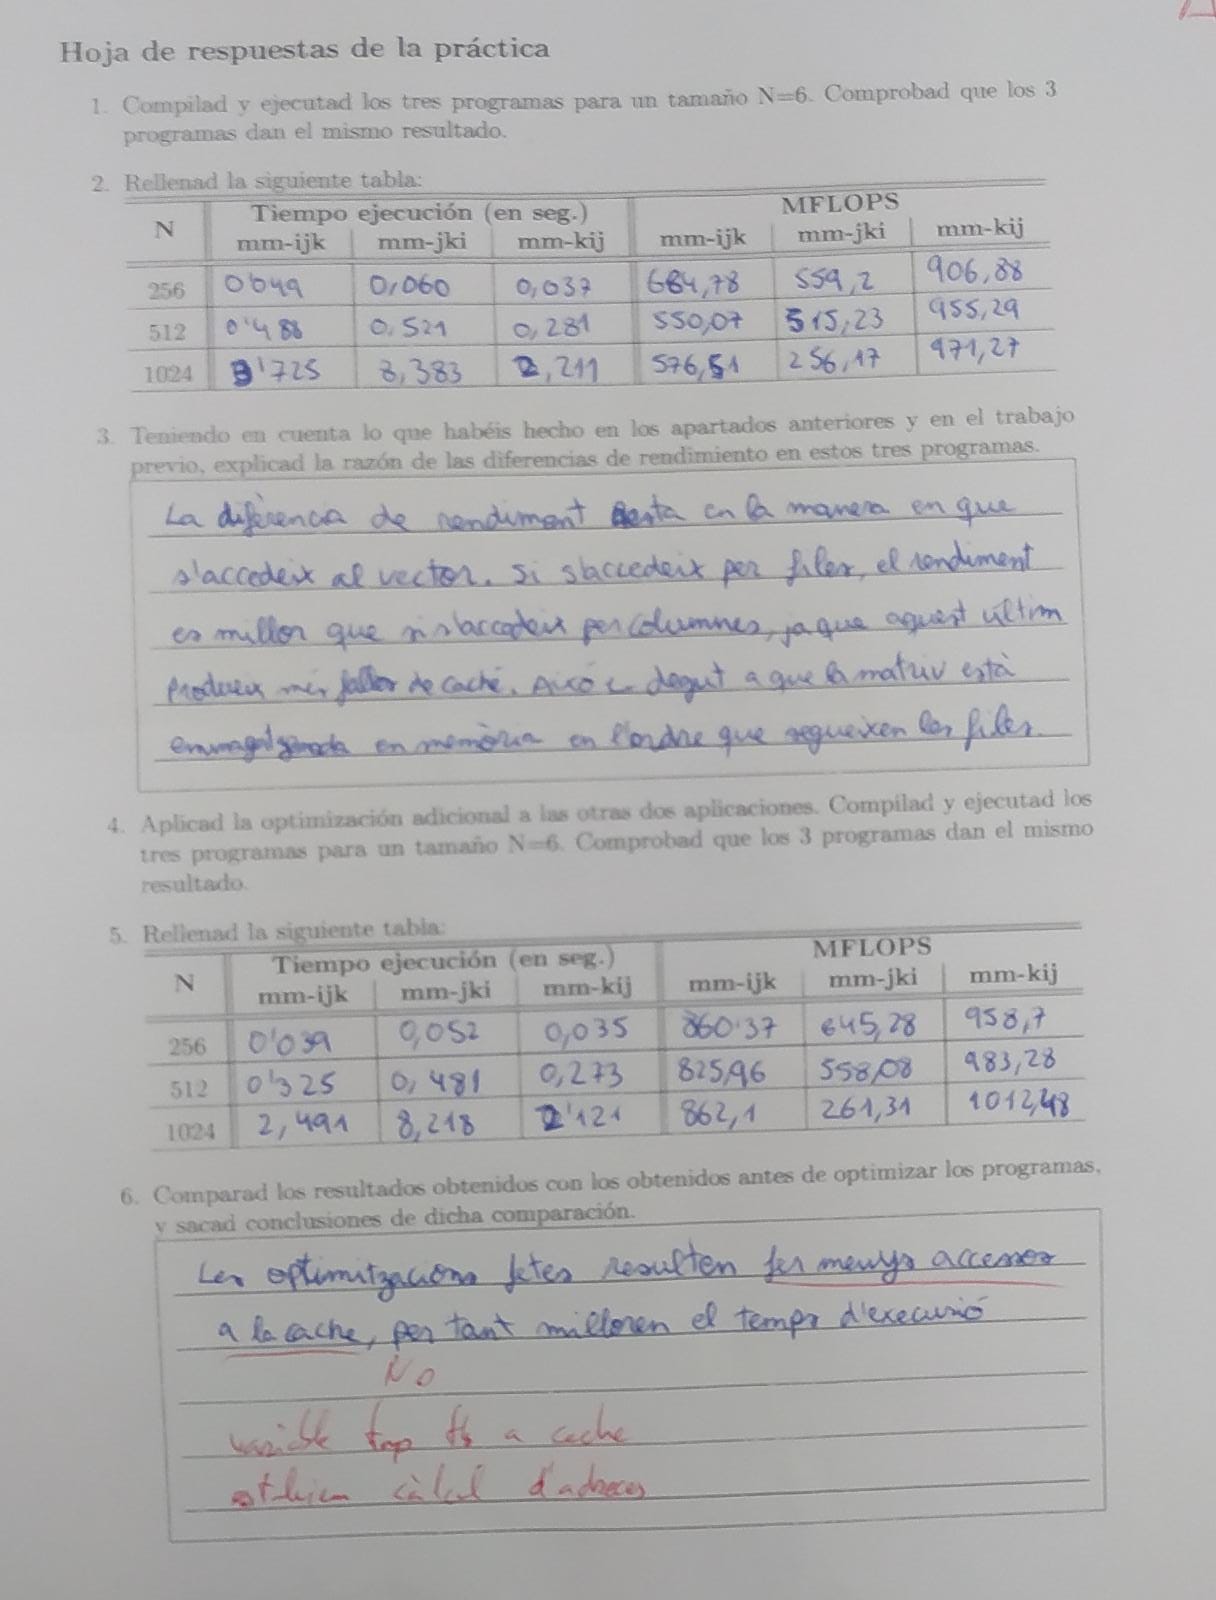 Hoja de respuestas de la práctica
1. Compilad y ejecutad los tres programas para un tamaño N=6. Comprobad que los 3
programas dan el mismo resultado.
2. Rellenad la siguiente tabla:
N Tiempo ejecución (en seg.) MFLOPS
mm-ijk mm-jki mm-kij mm-ijk mm-jki mm-kij
256 0'049 0,060 0,037 684,78 559,2 906,88
512 0'488 0,521 0,281 550,07 515,23 955,29
1024 3'725 8,383 2,211 576,51 256,17 971,27
3. Teniendo en cuenta lo que habéis hecho en los apartados anteriores y en el trabajo
previo, explicad la razón de las diferencias de rendimiento en estos tres programas.
La diferència de rendiment esta en la manera en que
s'accedeix al vector. Si s'accedeix per files, el rendiment
es millor que si s'accedeix per columnes, ja que aquest últim
produeix més fallos de caché. Això es degut a que la matriu està
enmagatzemada en memòria en l'ordre que segueixen les files.
4. Aplicad la optimización adicional a las otras dos aplicaciones. Compilad y ejecutad los
tres programas para un tamaño N=6. Comprobad que los 3 programas dan el mismo
resultado.
5. Rellenad la siguiente tabla:
N Tiempo ejecución (en seg.) MFLOPS
mm-ijk mm-jki mm-kij mm-ijk mm-jki mm-kij
256 0'039 0,052 0,035 860'37 645,28 958,7
512 0'325 0,481 0,273 825,96 558,08 983,28
1024 2,491 8,218 2'121 862,1 261,31 1012,48
6. Comparad los resultados obtenidos con los obtenidos antes de optimizar los programas,
y sacad conclusiones de dicha comparación.
Les optimitzacions fetes resulten fer menys accessos
a la cache, per tant milloren el temps d'execució
No
variable tmp a cache
càlcul d'adreces